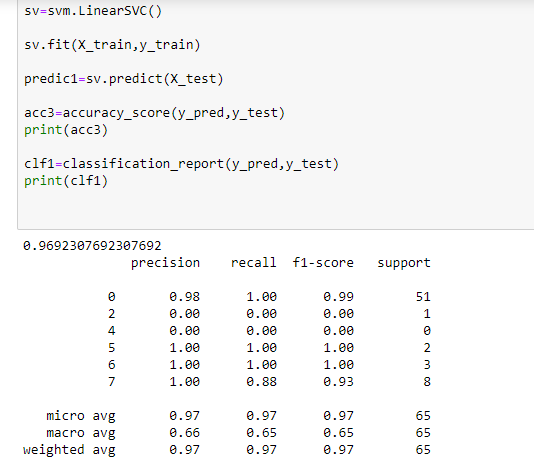 sv=svm.LinearSVC()
sv.fit(X_train,y_train)
predic1=sv.predict(X_test)
acc3=accuracy_score(y_pred,y_test)
print(acc3)
clf1=classification_report(y_pred,y_test)
print(clf1)
0.9692307692307692
precision recall f1-score support
0 0.98 1.00 0.99 51
2 0.00 0.00 0.00 1
4 0.00 0.00 0.00 0
5 1.00 1.00 1.00 2
6 1.00 1.00 1.00 3
7 1.00 0.88 0.93 8
micro avg 0.97 0.97 0.97 65
macro avg 0.66 0.65 0.65 65
weighted avg 0.97 0.97 0.97 65